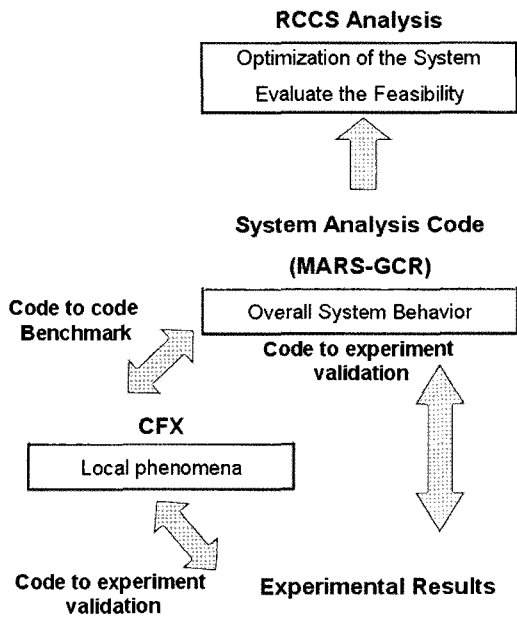 RCCS Analysis
Optimization of the System
Evaluate the Feasibility
System Analysis Code
(MARS-GCR)
Overall System Behavior
Code to code
Benchmark
Code to experiment
validation
CFX
Local phenomena
Code to experiment
validation
Experimental Results